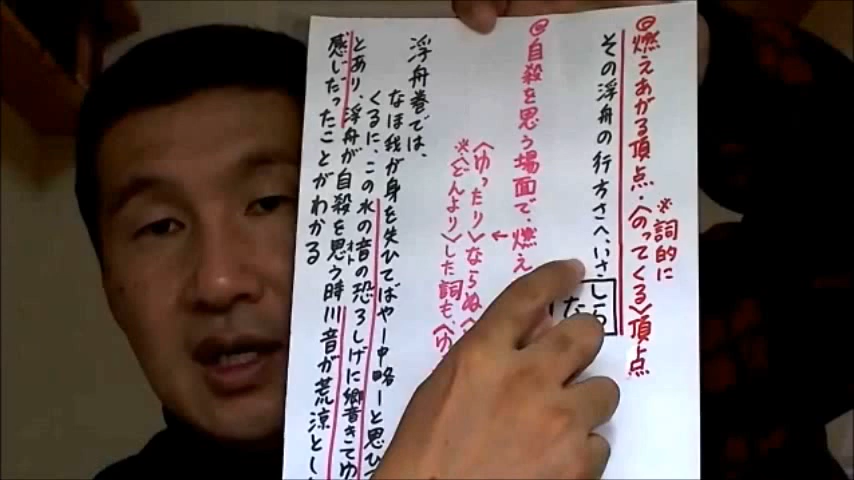 ◎燃えあがる頂点・〈のってくる〉頂点
※詞的に
その浮舟の行方さへ、いさ
◎自殺を思う場面で、燃え
〈ゆったり〉ならぬ
※〈どんより〉した詞も、〈ゆ
浮舟巻では、
なほ我が身を失ひてばやー中略ーと思ひ
くるに、この水の音の恐ろしげに響きてゆ
とあり、浮舟が自殺を思う時川音が荒涼とし
オト
感じだったことがわかる